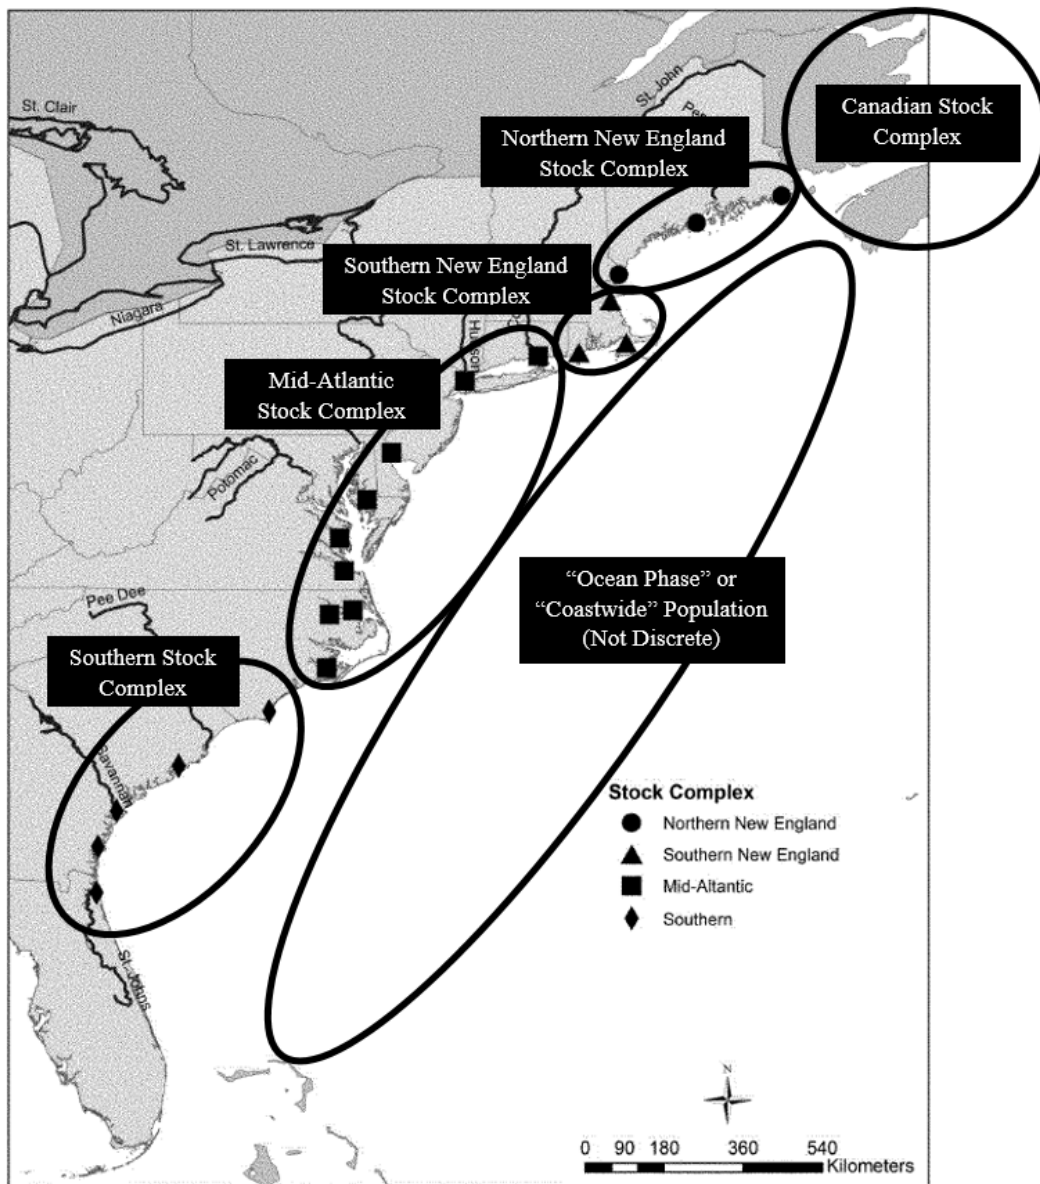 St. Clair
St. John
Canadian Stock
Complex
Northern New England
Stock Complex
St. Lawrence
Southern New England
Stock Complex
Niagara
Hudson
Mid-Atlantic
Stock Complex
Potomac
“Ocean Phase” or
“Coastwide” Population
(Not Discrete)
Pee Dee
Southern Stock
Complex
Savannah
Stock Complex
Northern New England
Southern New England
Mid-Altantic
Southern
St. Johns
N
0 90 180 360 540
Kilometers